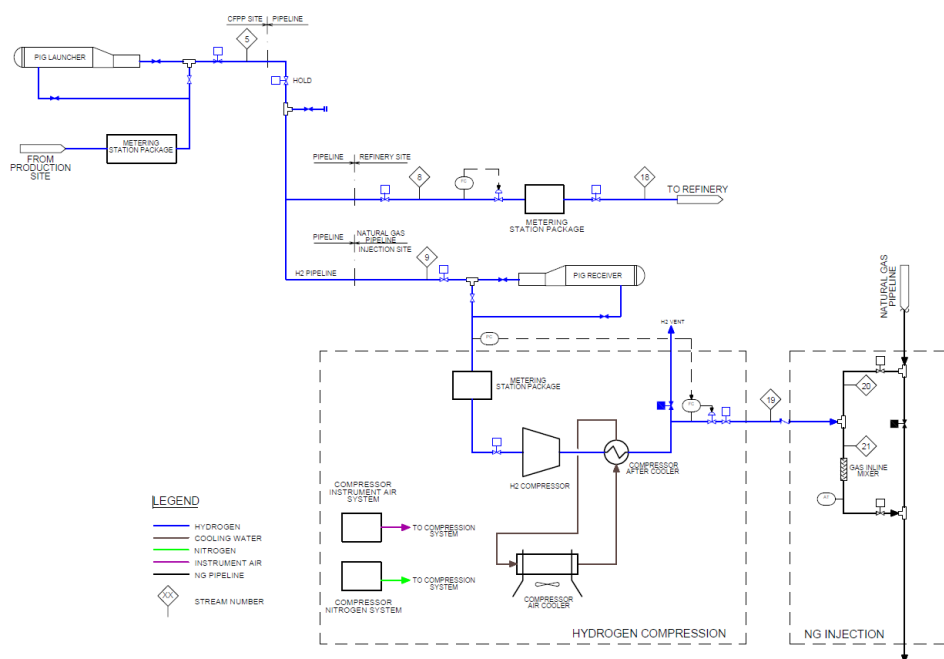 CFPP SITE
PIPELINE
5
PIG LAUNCHER
HOLD
METERING
STATION PACKAGE
FROM
PRODUCTION
SITE
PIPELINE
REFINERY SITE
8
PC
18
TO REFINERY
METERING
STATION PACKAGE
PIPELINE
NATURAL GAS
PIPELINE
INJECTION SITE
H2 PIPELINE
9
PIG RECEIVER
NATURAL GAS
PIPELINE
H2 VENT
PC
METERING
STATION PACKAGE
PC
19
20
21
GAS INLINE
MIXER
AT
H2 COMPRESSOR
COMPRESSOR
AFTER COOLER
COMPRESSOR
INSTRUMENT AIR
SYSTEM
TO COMPRESSION
SYSTEM
TO COMPRESSION
SYSTEM
COMPRESSOR
NITROGEN SYSTEM
COMPRESSOR
AIR COOLER
HYDROGEN COMPRESSION
NG INJECTION
LEGEND
HYDROGEN
COOLING WATER
NITROGEN
INSTRUMENT AIR
NG PIPELINE
XX
STREAM NUMBER